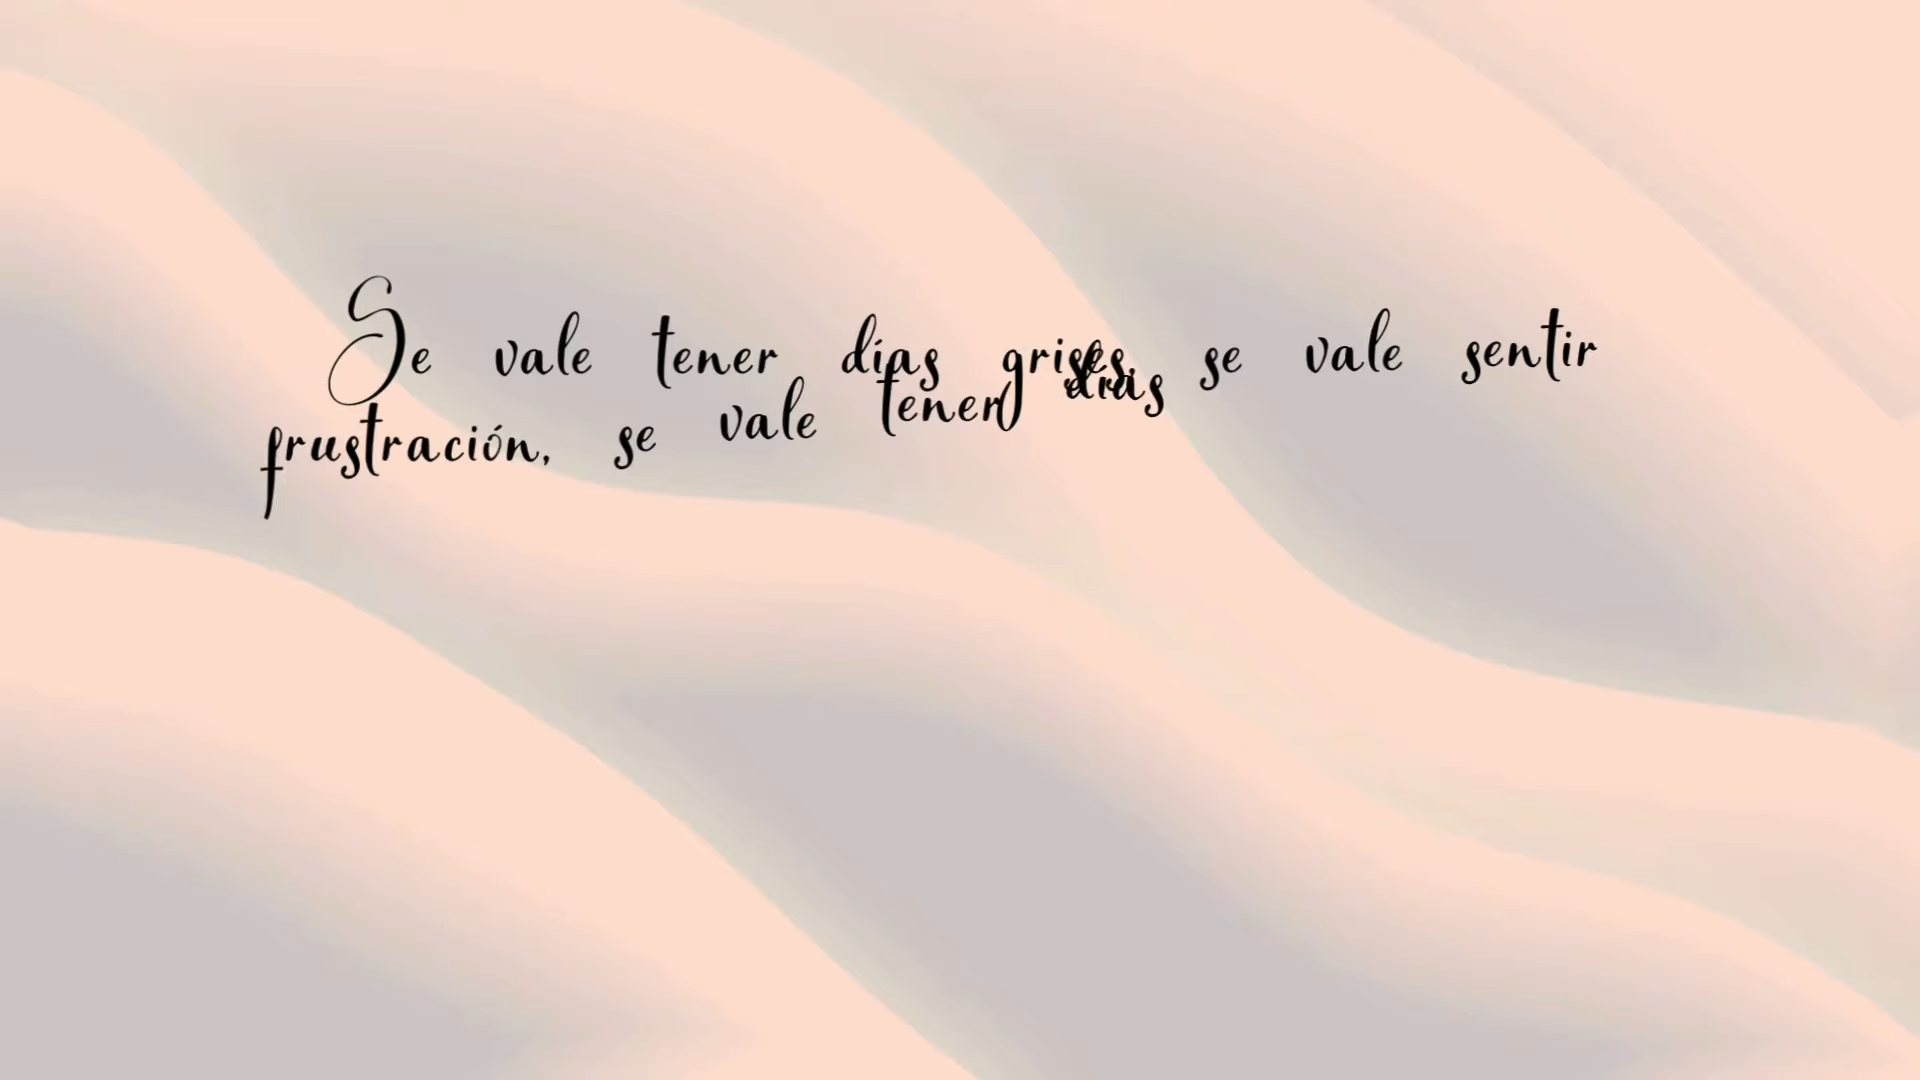 Se vale tener días grises, se vale sentir
frustración, se vale tener días